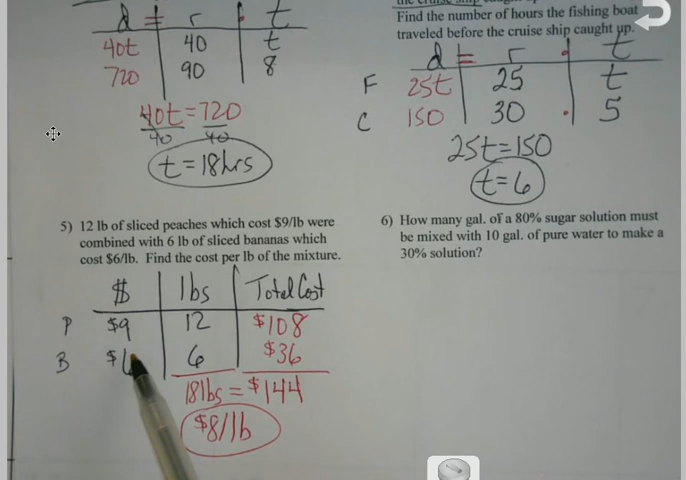 d = r · t
40t 40 t
720 90 8
40t = 720
40 40
t = 18hrs
Find the number of hours the fishing boat
traveled before the cruise ship caught up.
d = r · t
F 25t 25 t
C 150 30 · 5
25t = 150
t = 6
5) 12 lb of sliced peaches which cost $9/lb were
combined with 6 lb of sliced bananas which
cost $6/lb. Find the cost per lb of the mixture.
$ lbs Total Cost
P $9 12 $108
B $6 6 $36
18lbs = $144
$8/lb
6) How many gal. of a 80% sugar solution must
be mixed with 10 gal. of pure water to make a
30% solution?